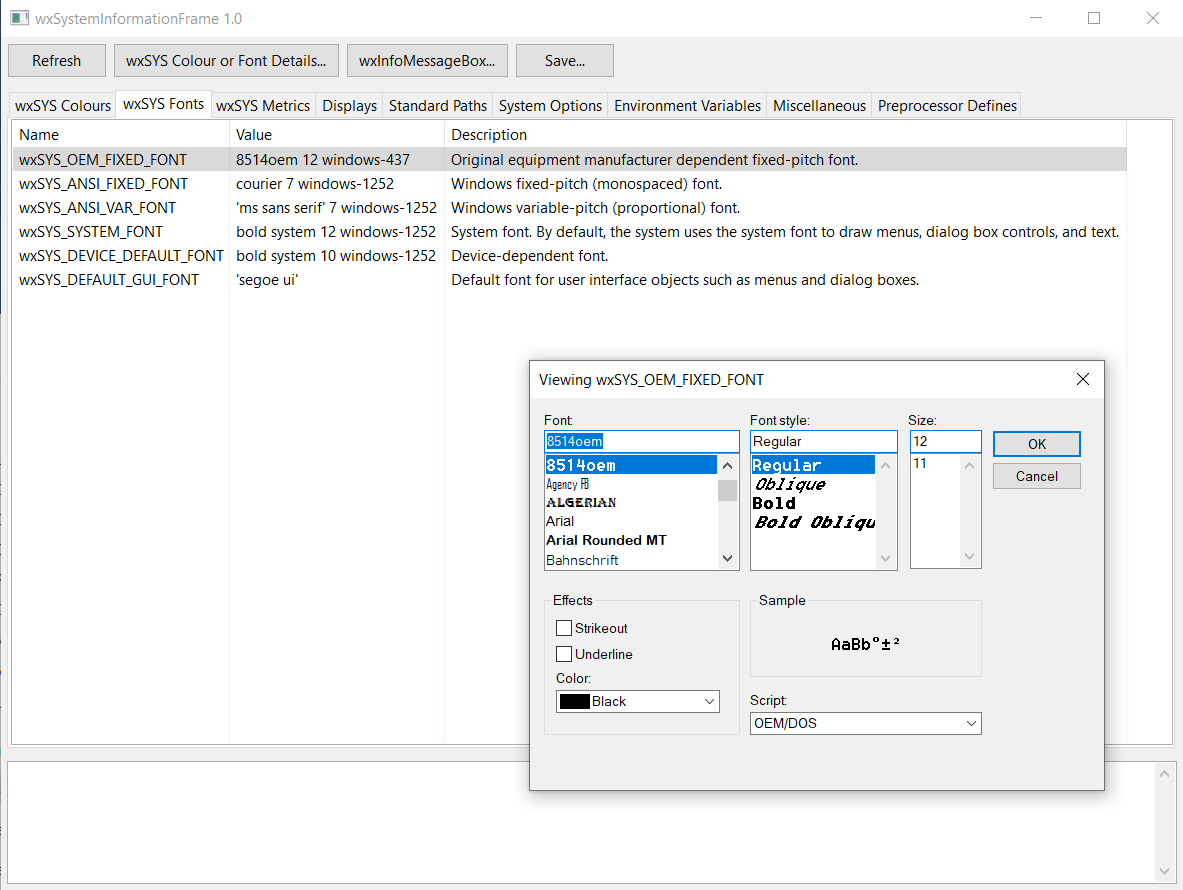 wxSystemInformationFrame 1.0
Refresh wxSYS Colour or Font Details... wxInfoMessageBox... Save...
wxSYS Colours wxSYS Fonts wxSYS Metrics Displays Standard Paths System Options Environment Variables Miscellaneous Preprocessor Defines
Name Value Description
wxSYS_OEM_FIXED_FONT 8514oem 12 windows-437 Original equipment manufacturer dependent fixed-pitch font.
wxSYS_ANSI_FIXED_FONT courier 7 windows-1252 Windows fixed-pitch (monospaced) font.
wxSYS_ANSI_VAR_FONT 'ms sans serif' 7 windows-1252 Windows variable-pitch (proportional) font.
wxSYS_SYSTEM_FONT bold system 12 windows-1252 System font. By default, the system uses the system font to draw menus, dialog box controls, and text.
wxSYS_DEVICE_DEFAULT_FONT bold system 10 windows-1252 Device-dependent font.
wxSYS_DEFAULT_GUI_FONT 'segoe ui' Default font for user interface objects such as menus and dialog boxes.
Viewing wxSYS_OEM_FIXED_FONT
Font: Font style: Size:
8514oem Regular 12 OK
8514oem Regular 11
Agency FB Oblique Cancel
ALGERIAN Bold
Arial Bold Obliqu
Arial Rounded MT
Bahnschrift
Effects Sample
Strikeout
AaBb°±²
Underline
Color:
Black
Script:
OEM/DOS